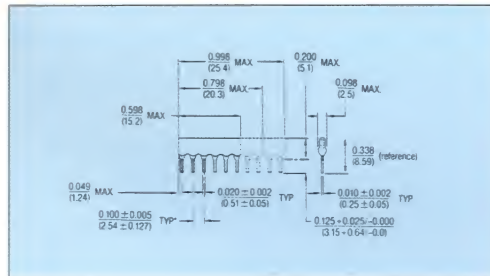 0.998 MAX.
(25.4)
0.200 MAX.
(5.1)
0.798 MAX
(20.3)
0.098 MAX.
(2.5)
0.598 MAX
(15.2)
0.338 (reference)
(8.59)
0.049 MAX
(1.24)
0.020 ± 0.002 TYP
(0.51 ± 0.05)
0.010 ± 0.002 TYP
(0.25 ± 0.05)
0.100 ± 0.005 TYP*
(2.54 ± 0.127)
0.125 + 0.025/-0.000
(3.15 + 0.64/-0.01